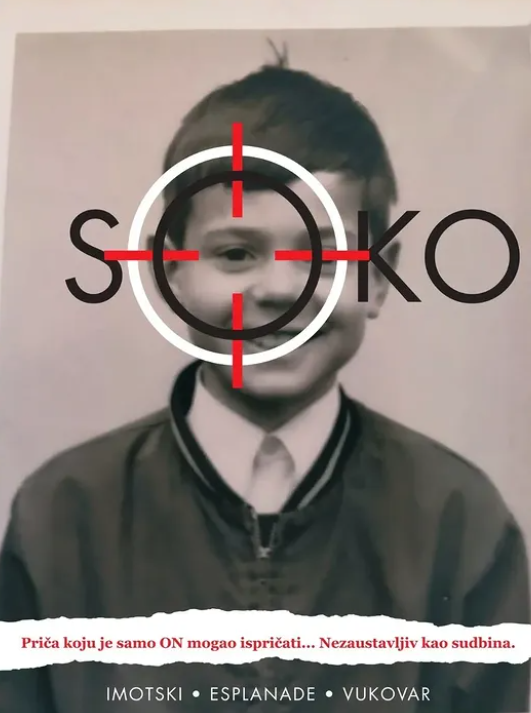 SOKO
Priča koju je samo ON mogao ispričati... Nezaustavljiv kao sudbina.
IMOTSKI • ESPLANADE • VUKOVAR